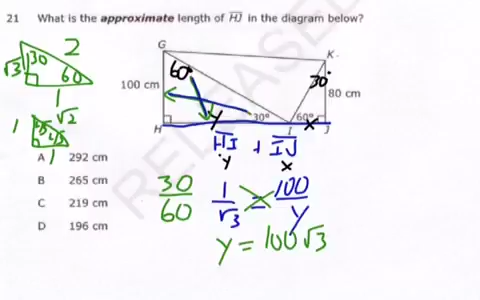 21 What is the approximate length of HJ in the diagram below?
2
√3 30 60
1
√2
1
1
G
60°
100 cm
H
y
30°
I
60°
x
J
K
30°
80 cm
HI + IJ
y x
A 292 cm
B 265 cm
C 219 cm
D 196 cm
30
60
1/√3 = 100/y
y = 100√3
RELEASED